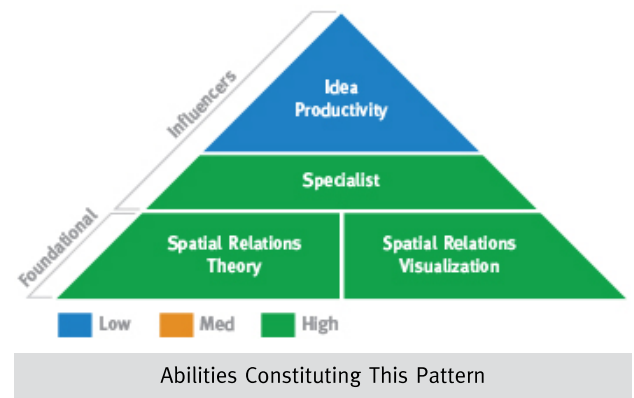 Influencers
Idea
Productivity
Specialist
Foundational
Spatial Relations
Theory
Spatial Relations
Visualization
Low
Med
High
Abilities Constituting This Pattern